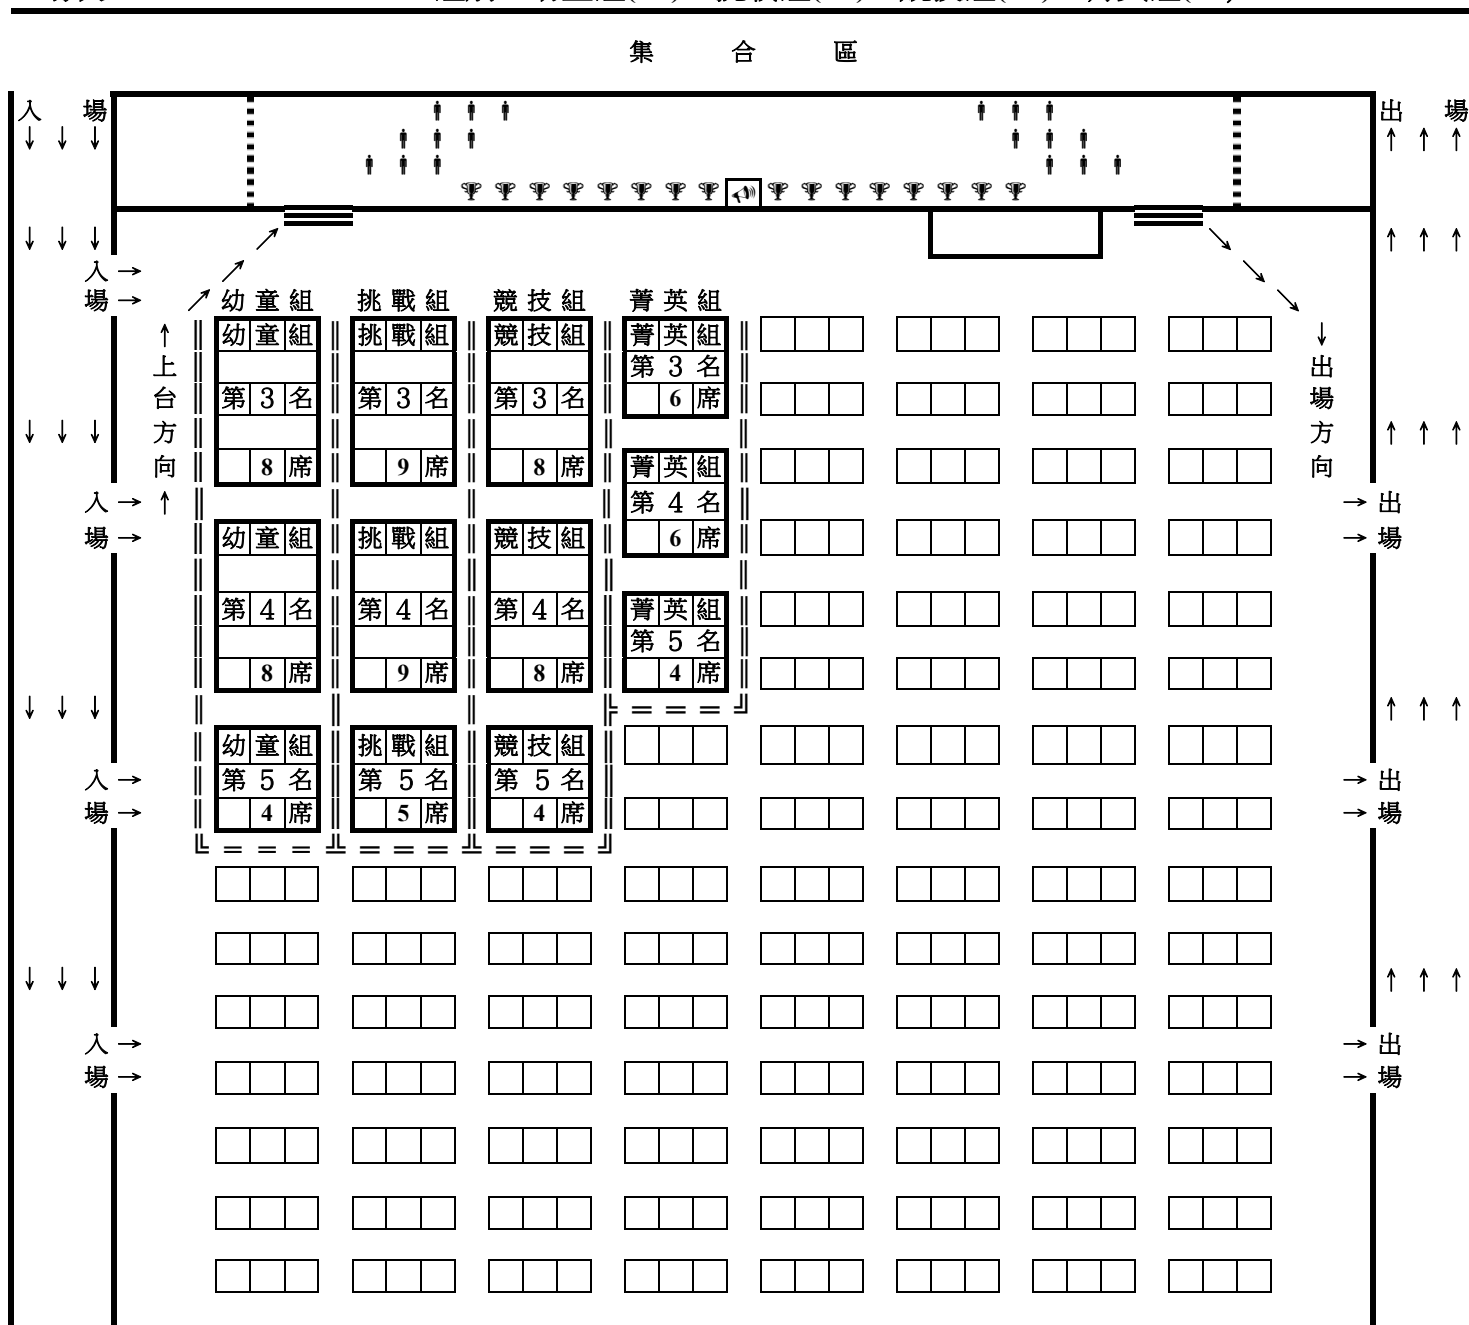 集合區
入場
出場
入
場
幼童組 挑戰組 競技組 菁英組
幼童組 挑戰組 競技組 菁英組
第3名
第3名 第3名 第3名
6席
8席 9席 8席
菁英組
第4名
6席
上台方向
出場方向
入
場
出
場
幼童組 挑戰組 競技組
第4名 第4名 第4名
菁英組
第5名
8席 9席 8席 4席
幼童組 挑戰組 競技組
第5名 第5名 第5名
4席 5席 4席
入
場
出
場
入
場
出
場